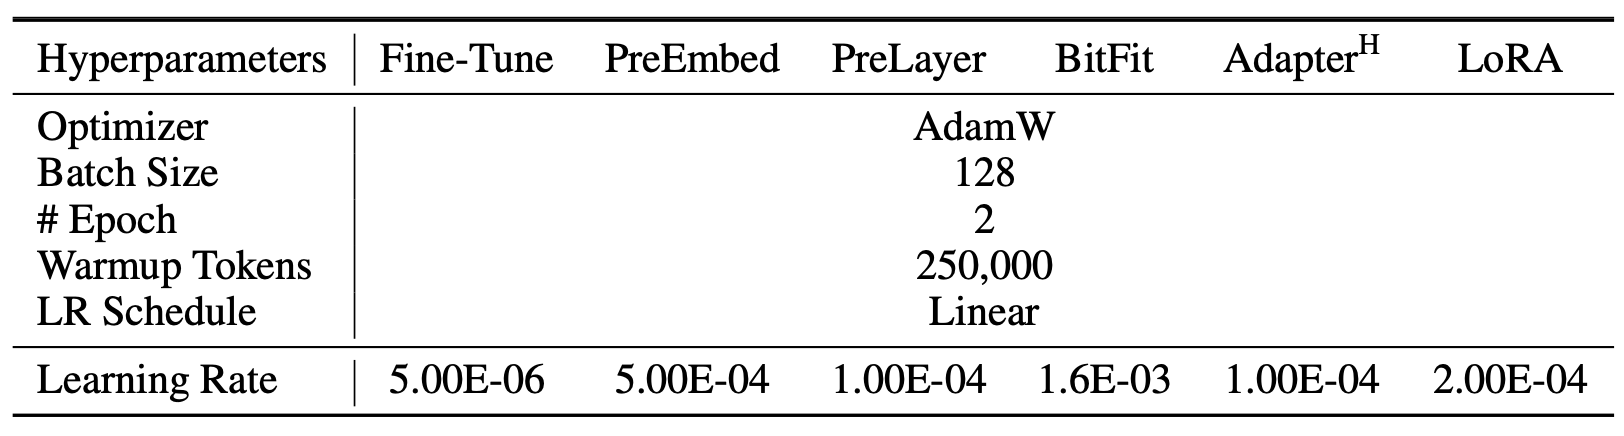 Hyperparameters Fine-Tune PreEmbed PreLayer BitFit Adapter^H LoRA
Optimizer AdamW
Batch Size 128
# Epoch 2
Warmup Tokens 250,000
LR Schedule Linear
Learning Rate 5.00E-06 5.00E-04 1.00E-04 1.6E-03 1.00E-04 2.00E-04